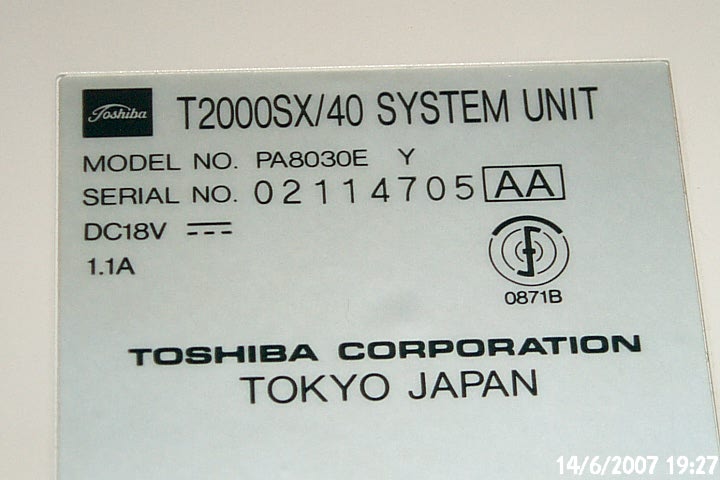 Toshiba T2000SX/40 SYSTEM UNIT
MODEL NO. PA8030E Y
SERIAL NO. 02114705 AA
DC18V
1.1A
0871B
TOSHIBA CORPORATION
TOKYO JAPAN
14/6/2007 19:27